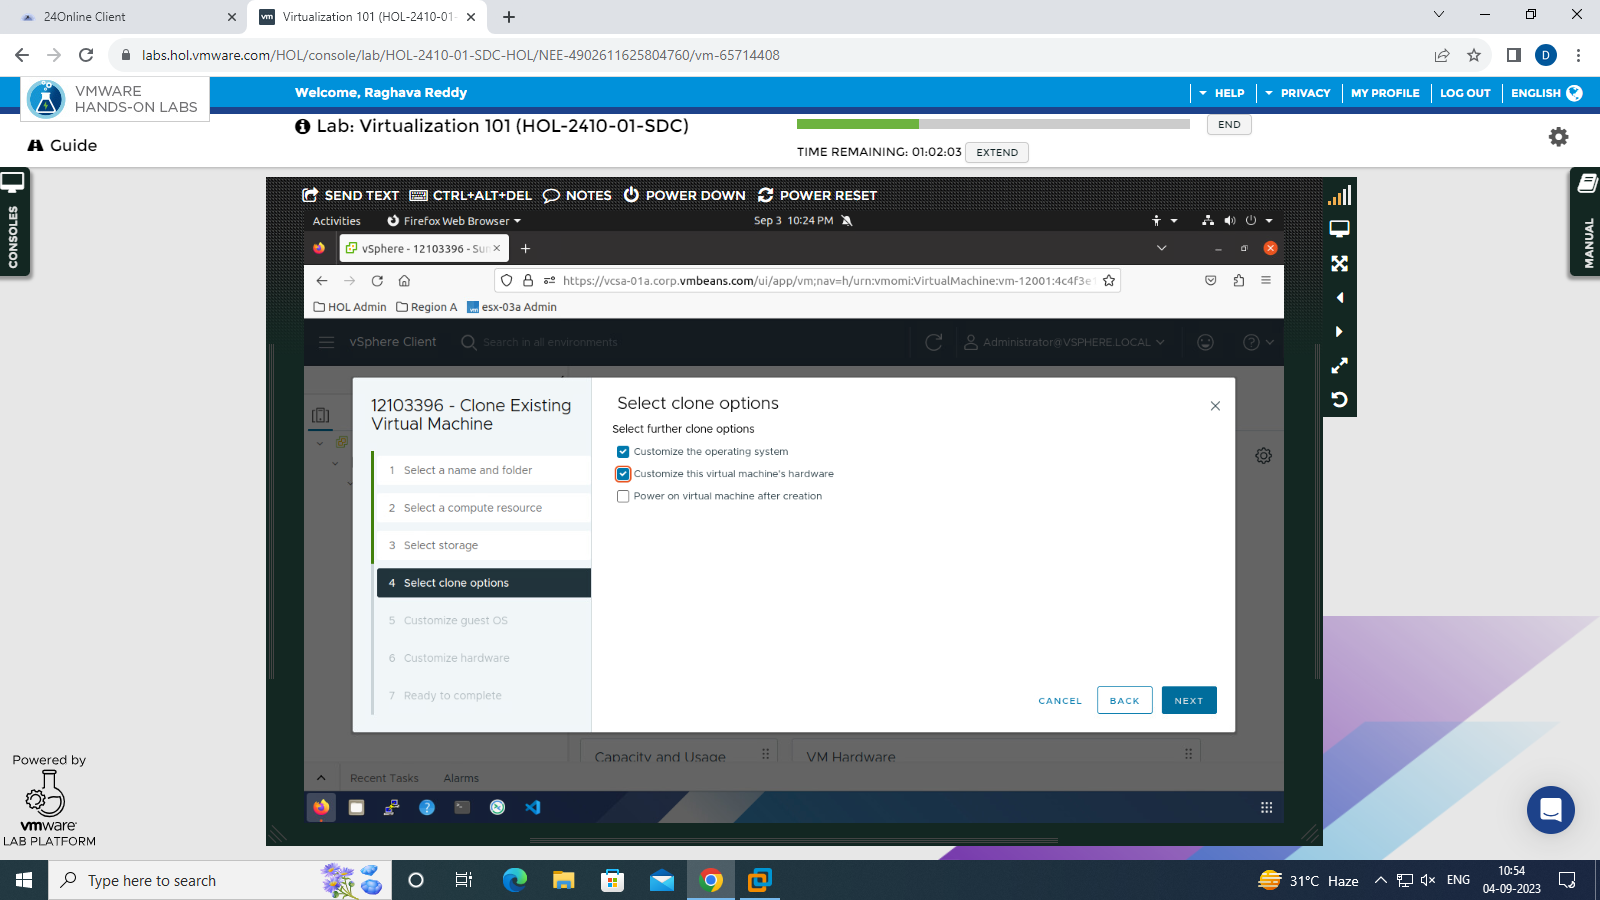 24Online Client
Virtualization 101 (HOL-2410-01-
labs.hol.vmware.com/HOL/console/lab/HOL-2410-01-SDC-HOL/NEE-4902611625804760/vm-65714408
D
VMWARE
HANDS-ON LABS
Welcome, Raghava Reddy
HELP
PRIVACY
MY PROFILE
LOG OUT
ENGLISH
Guide
Lab: Virtualization 101 (HOL-2410-01-SDC)
END
TIME REMAINING: 01:02:03
EXTEND
CONSOLES
MANUAL
SEND TEXT
CTRL+ALT+DEL
NOTES
POWER DOWN
POWER RESET
Activities
Firefox Web Browser
Sep 3 10:24 PM
vSphere - 12103396 - Sum
https://vcsa-01a.corp.vmbeans.com/ui/app/vm;nav=h/urn:vmomi:VirtualMachine:vm-12001:4c4f3e1
HOL Admin
Region A
esx-03a Admin
vSphere Client
Search in all environments
Administrator@VSPHERE.LOCAL
12103396 - Clone Existing
Virtual Machine
1 Select a name and folder
2 Select a compute resource
3 Select storage
4 Select clone options
5 Customize guest OS
6 Customize hardware
7 Ready to complete
Select clone options
Select further clone options
Customize the operating system
Customize this virtual machine's hardware
Power on virtual machine after creation
CANCEL
BACK
NEXT
Capacity and Usage
VM Hardware
Recent Tasks
Alarms
Powered by
vmware
LAB PLATFORM
Type here to search
31°C Haze
ENG
10:54
04-09-2023